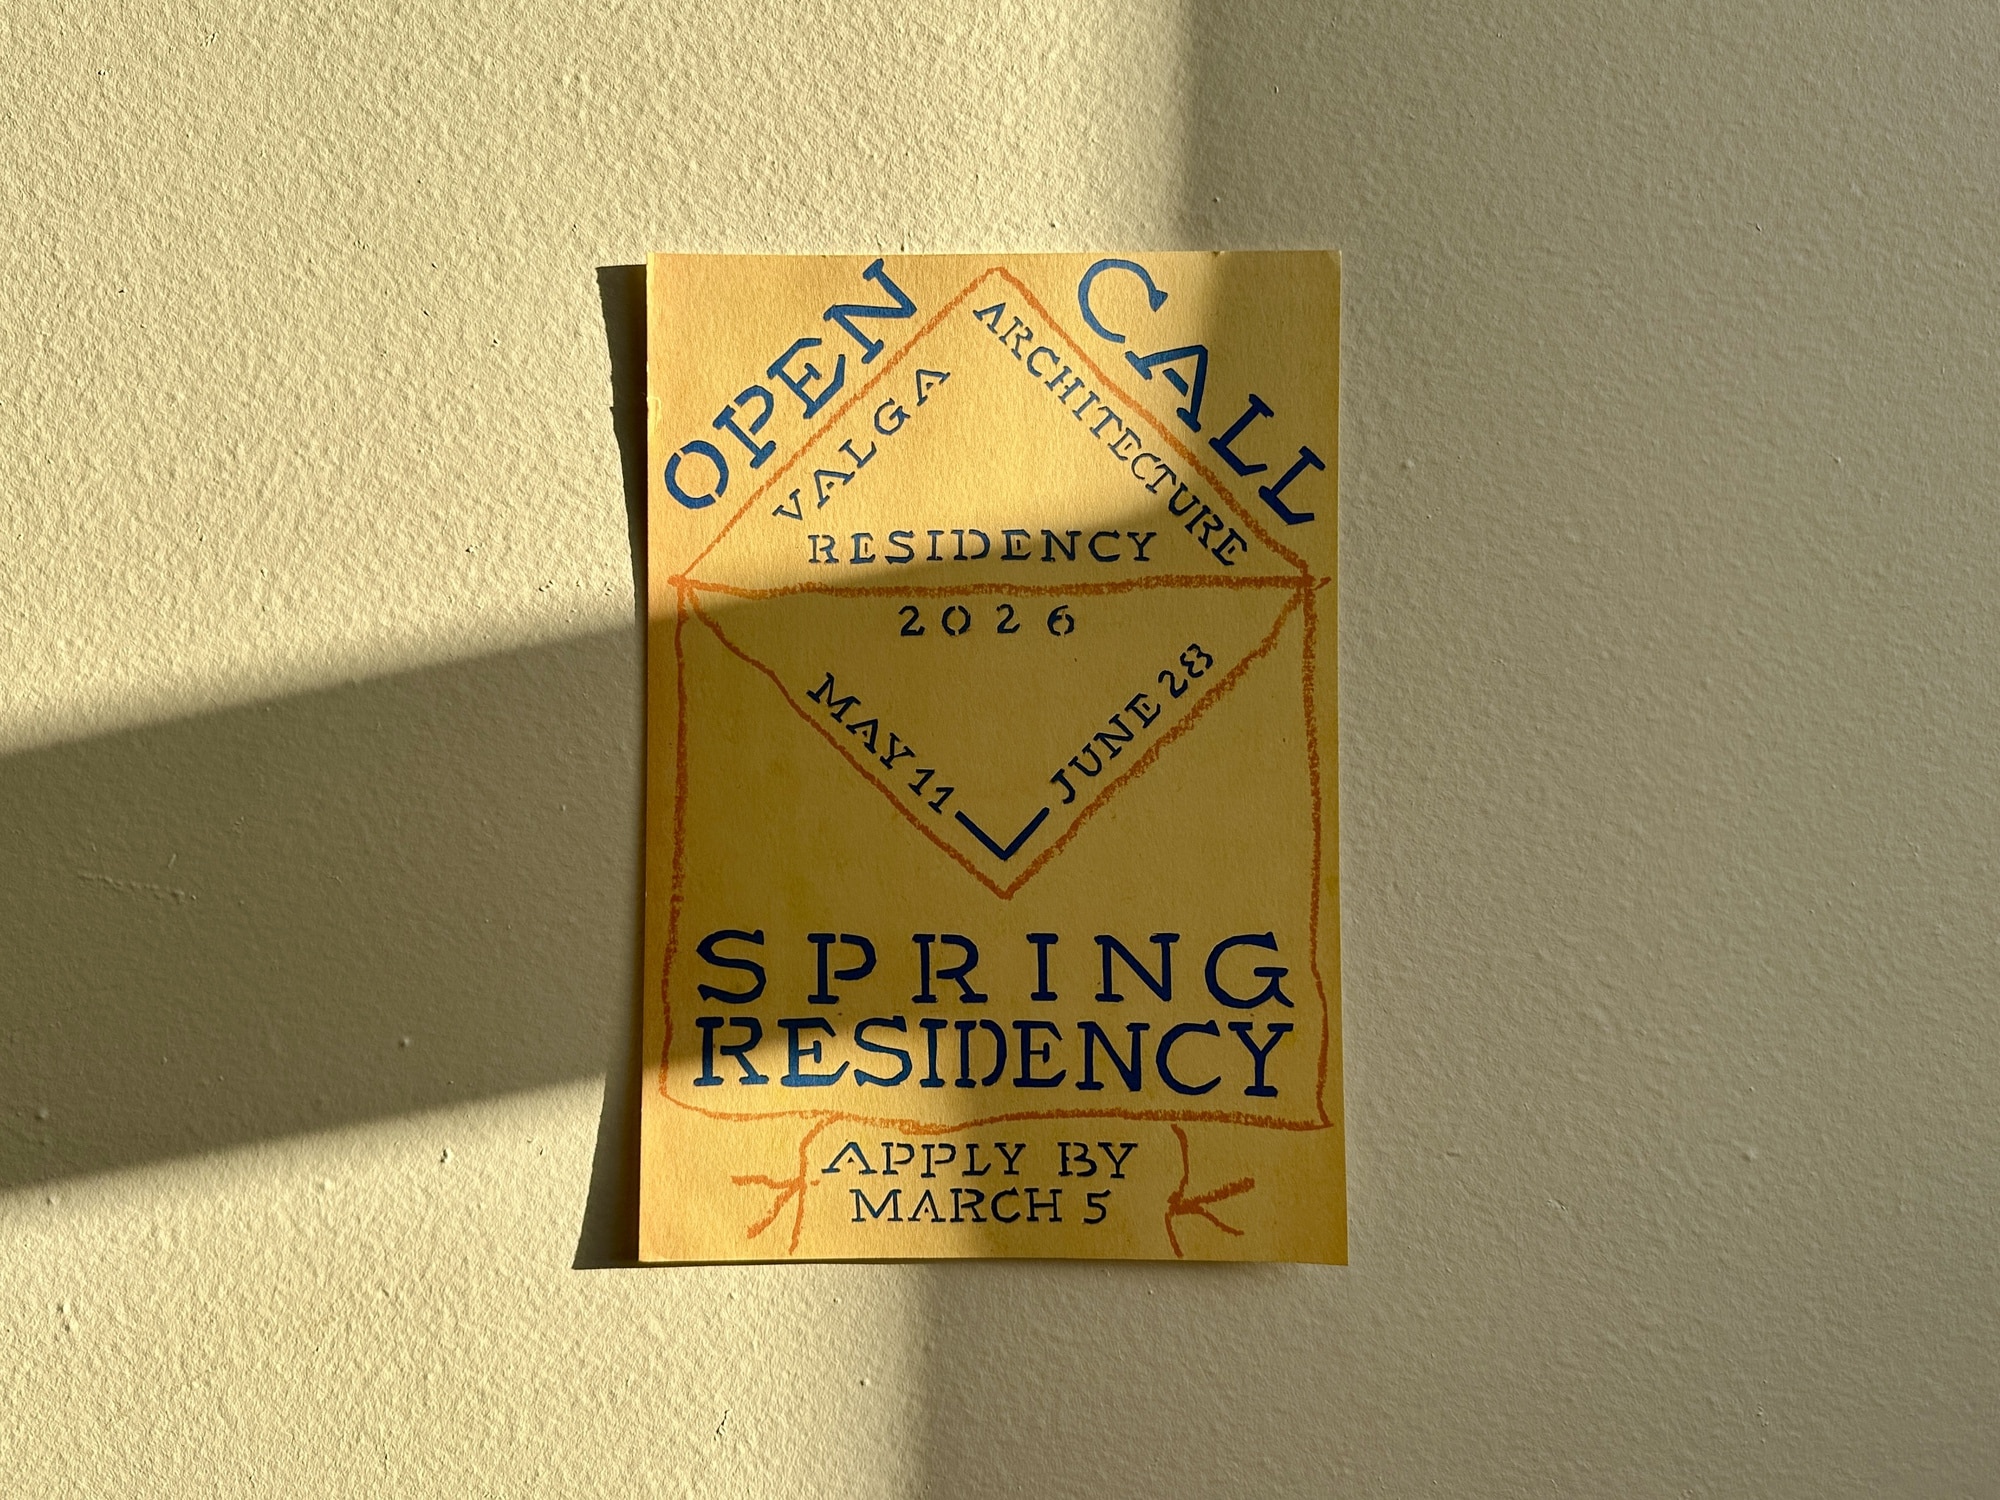 OPEN CALL
VALGA
ARCHITECTURE
RESIDENCY
2026
MAY 11
JUNE 28
SPRING
RESIDENCY
APPLY BY
MARCH 5